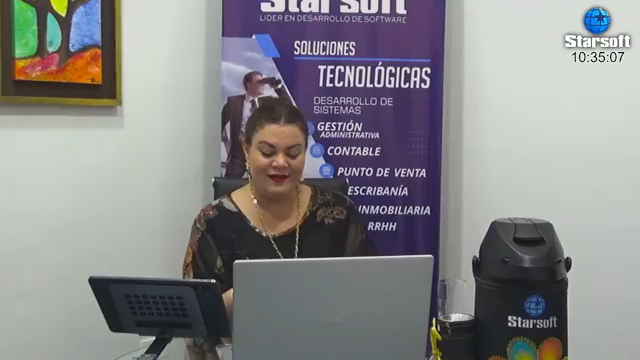 Starsoft
LIDER EN DESARROLLO DE SOFTWARE
SOLUCIONES
TECNOLÓGICAS
DESARROLLO DE
SISTEMAS
GESTIÓN
ADMINISTRATIVA
CONTABLE
PUNTO DE VENTA
ESCRIBANÍA
INMOBILIARIA
RRHH
Starsoft
10:35:07
Starsoft